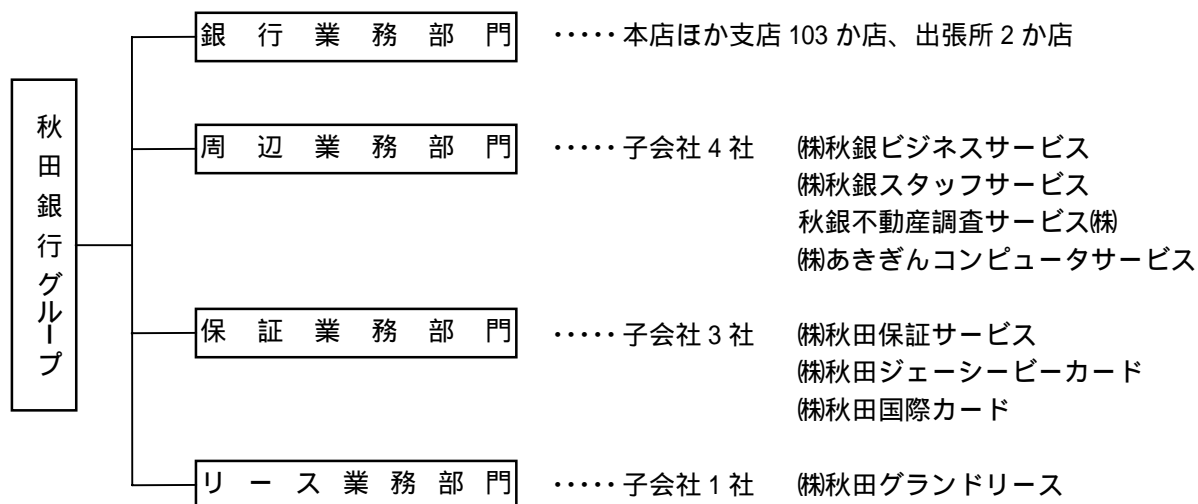 秋田銀行グループ
銀行業務部門 ‥‥‥本店ほか支店 103 か店、出張所 2 か店
周辺業務部門 ‥‥‥子会社 4 社 ㈱秋銀ビジネスサービス
㈱秋銀スタッフサービス
秋銀不動産調査サービス㈱
㈱あきぎんコンピュータサービス
保証業務部門 ‥‥‥子会社 3 社 ㈱秋田保証サービス
㈱秋田ジェーシービーカード
㈱秋田国際カード
リース業務部門 ‥‥‥子会社 1 社 ㈱秋田グランドリース